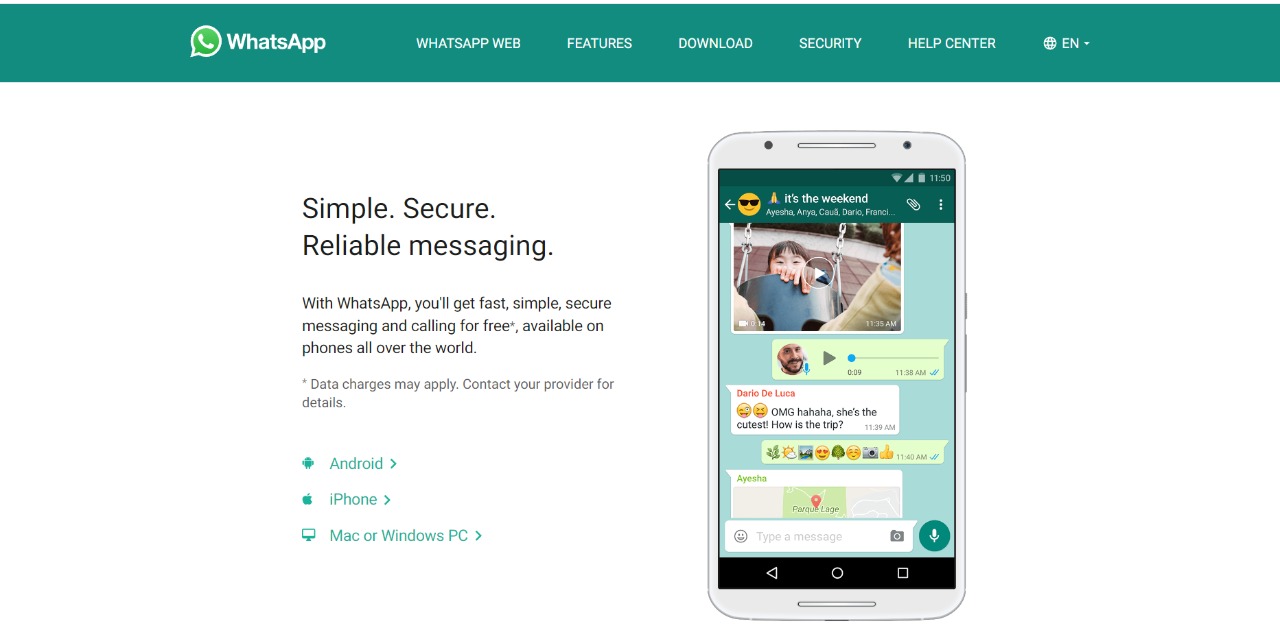 WhatsApp
WHATSAPP WEB
FEATURES
DOWNLOAD
SECURITY
HELP CENTER
EN
Simple. Secure.
Reliable messaging.
With WhatsApp, you'll get fast, simple, secure
messaging and calling for free*, available on
phones all over the world.
* Data charges may apply. Contact your provider for
details.
Android
iPhone
Mac or Windows PC
11:50
🙏 it's the weekend
Ayesha, Anya, Cauã, Dario, Franci...
0:14
11:35 AM
0:09
11:38 AM
Dario De Luca
😜😝 OMG hahaha, she's the
cutest! How is the trip?
11:39 AM
🌿🌤🏞😍🌳☺📷👍 11:40 AM
Ayesha
Parque Lage
Type a message